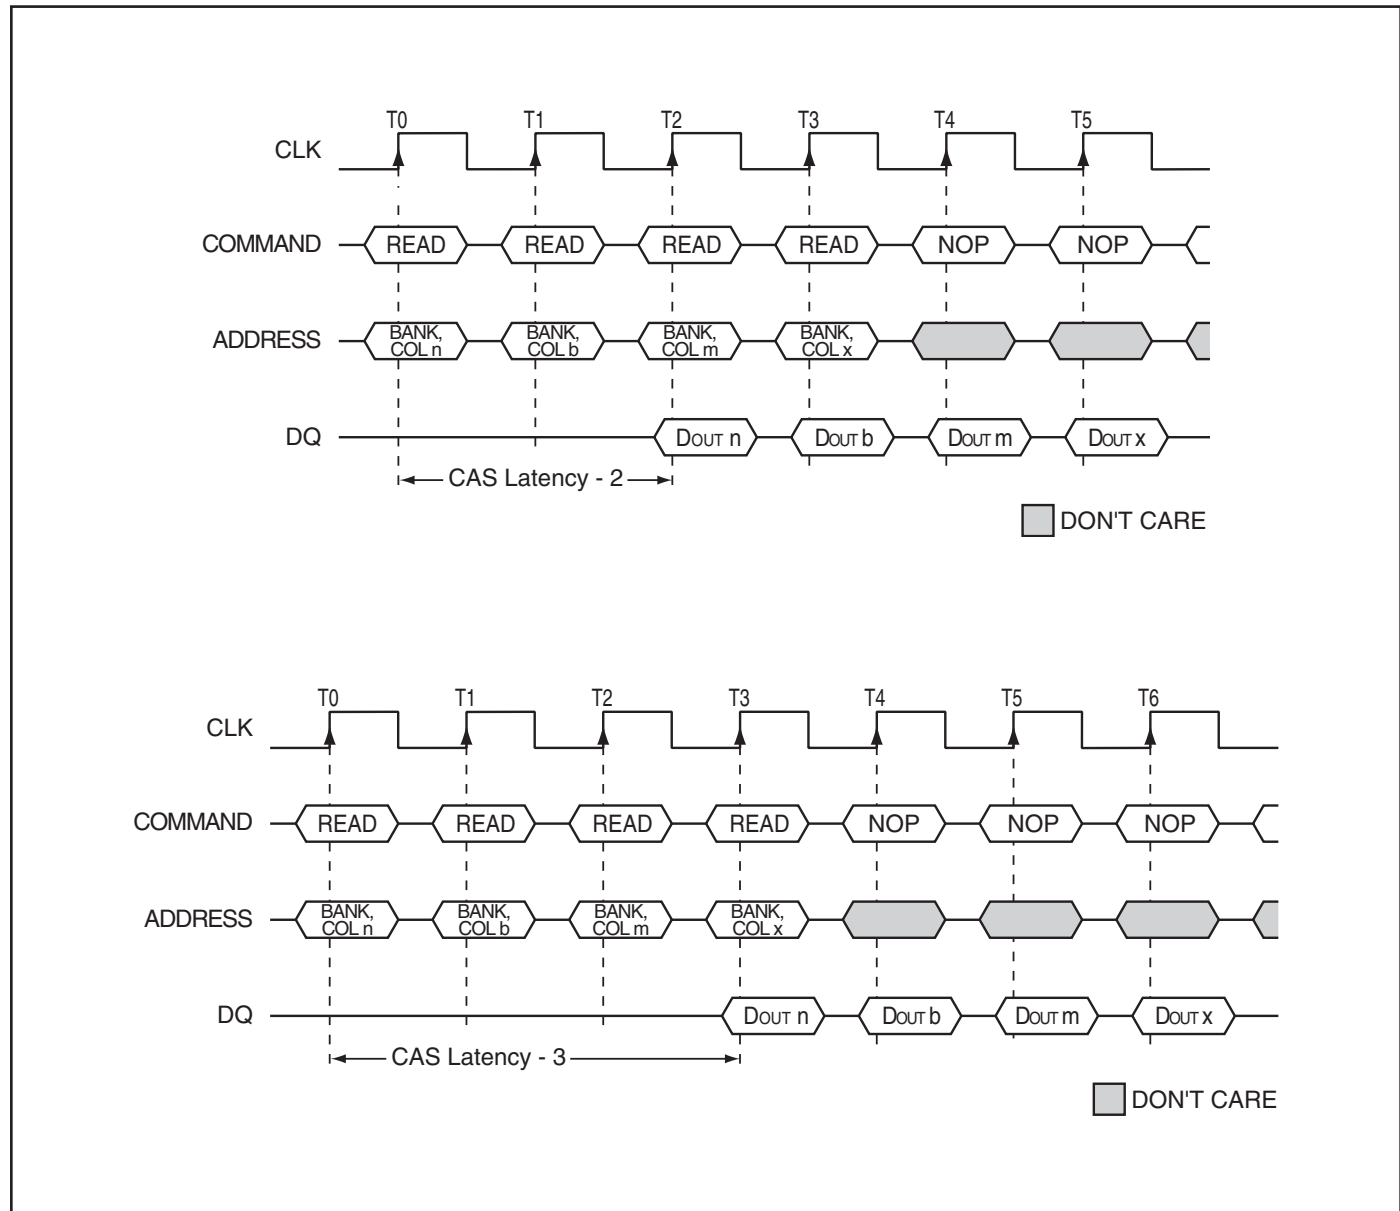 T0 T1 T2 T3 T4 T5
CLK
COMMAND READ READ READ READ NOP NOP
ADDRESS BANK, COL n BANK, COL b BANK, COL m BANK, COL x
DQ DOUT n DOUT b DOUT m DOUT x
CAS Latency - 2
DON'T CARE
T0 T1 T2 T3 T4 T5 T6
CLK
COMMAND READ READ READ READ NOP NOP NOP
ADDRESS BANK, COL n BANK, COL b BANK, COL m BANK, COL x
DQ DOUT n DOUT b DOUT m DOUT x
CAS Latency - 3
DON'T CARE